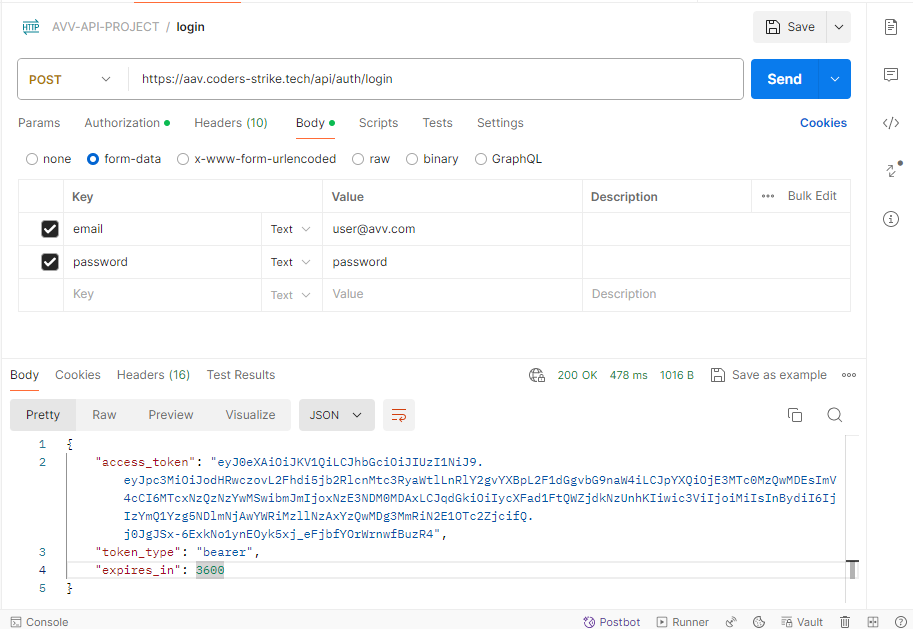 HTTP AVV-API-PROJECT / login Save
POST https://aav.coders-strike.tech/api/auth/login Send
Params Authorization Headers (10) Body Scripts Tests Settings Cookies
none form-data x-www-form-urlencoded raw binary GraphQL
Key Value Description ••• Bulk Edit
email Text user@avv.com
password Text password
Key Text Value Description
Body Cookies Headers (16) Test Results 200 OK 478 ms 1016 B Save as example
Pretty Raw Preview Visualize JSON
1 {
2 "access_token": "eyJ0eXAiOiJKV1QiLCJhbGciOiJIUzI1NiJ9.
eyJpc3MiOiJodHRwczovL2Fhdi5jb2RlcnMtc3RyaWtlLnRlY2gvYXBpL2F1dGgvbG9naW4iLCJpYXQiOjE3MTc0MzQwMDEsImV
4cCI6MTcxNzQzNzYwMSwibmJmIjoxNzE3NDM0MDAxLCJqdGkiOiIycXFad1FtQWZjdkNzUnhKIiwic3ViIjoiMiIsInBydiI6Ij
IzYmQ1Yzg5NDlmNjAwYWRiMzllNzAxYzQwMDg3MmRiN2E1OTc2ZjcifQ.
j0JgJSx-6ExkNo1ynEOyk5xj_eFjbfYOrWrnwfBuzR4",
3 "token_type": "bearer",
4 "expires_in": 3600
5 }
Console Postbot Runner Vault